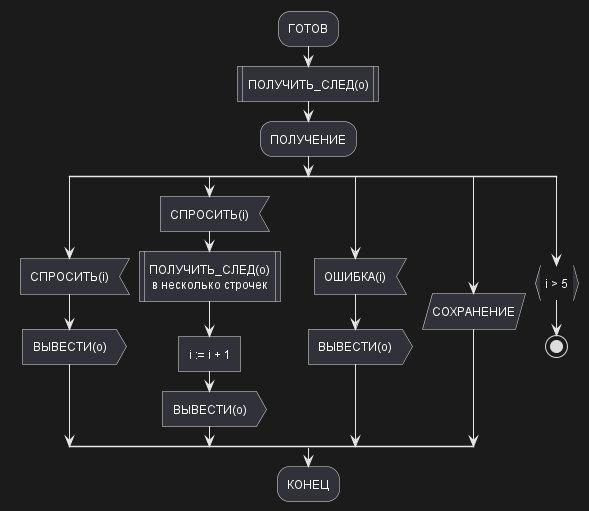 ГОТОВ
ПОЛУЧИТЬ_СЛЕД(o)
ПОЛУЧЕНИЕ
СПРОСИТЬ(i)
ВЫВЕСТИ(o)
СПРОСИТЬ(i)
ПОЛУЧИТЬ_СЛЕД(o)
в несколько строчек
i := i + 1
ВЫВЕСТИ(o)
ОШИБКА(i)
ВЫВЕСТИ(o)
СОХРАНЕНИЕ
i > 5
КОНЕЦ